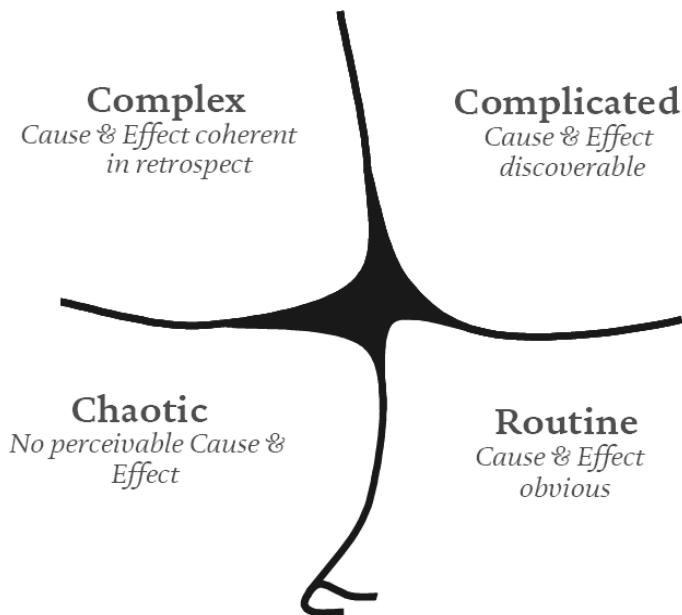 Complex
Cause & Effect coherent
in retrospect
Complicated
Cause & Effect
discoverable
Chaotic
No perceivable Cause &
Effect
Routine
Cause & Effect
obvious